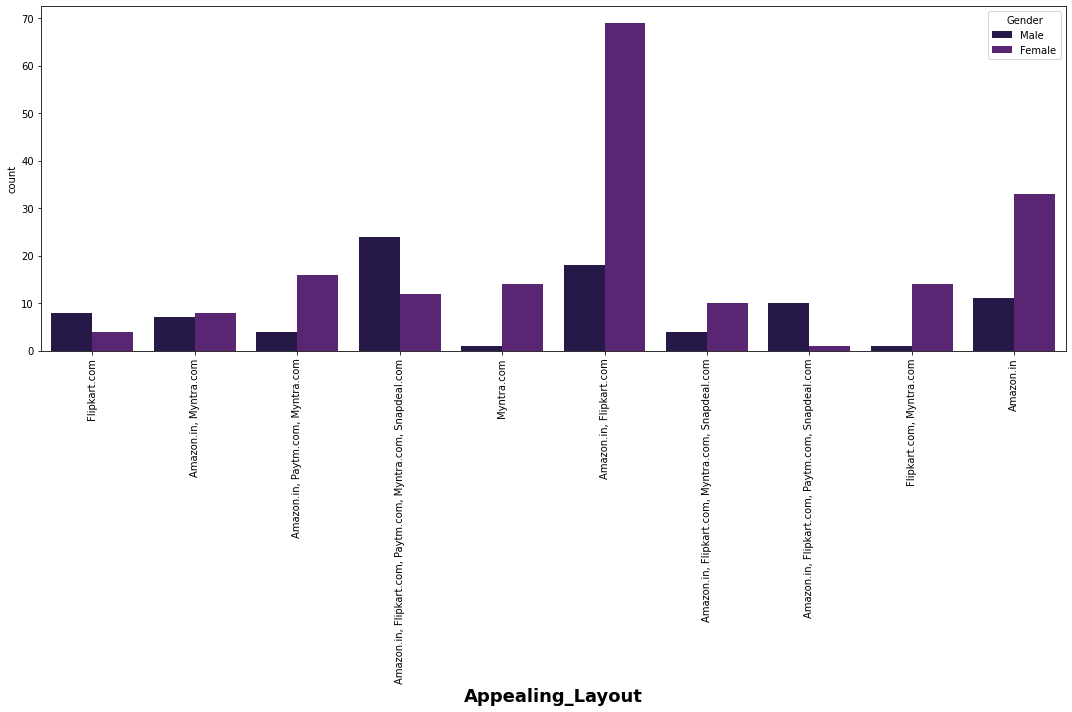 70
60
50
40
30
20
10
0
count
Gender
Male
Female
Flipkart.com
Amazon.in, Myntra.com
Amazon.in, Paytm.com, Myntra.com
Amazon.in, Flipkart.com, Paytm.com, Myntra.com, Snapdeal.com
Myntra.com
Amazon.in, Flipkart.com
Amazon.in, Flipkart.com, Myntra.com, Snapdeal.com
Amazon.in, Flipkart.com, Paytm.com, Snapdeal.com
Flipkart.com, Myntra.com
Amazon.in
Appealing_Layout